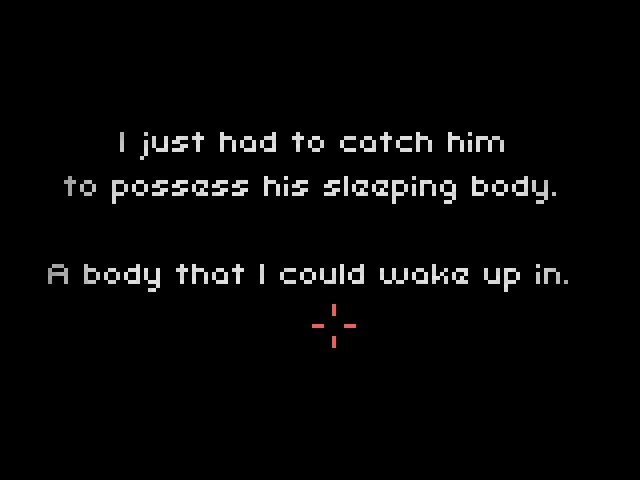 I just had to catch him
to possess his sleeping body.
A body that I could wake up in.